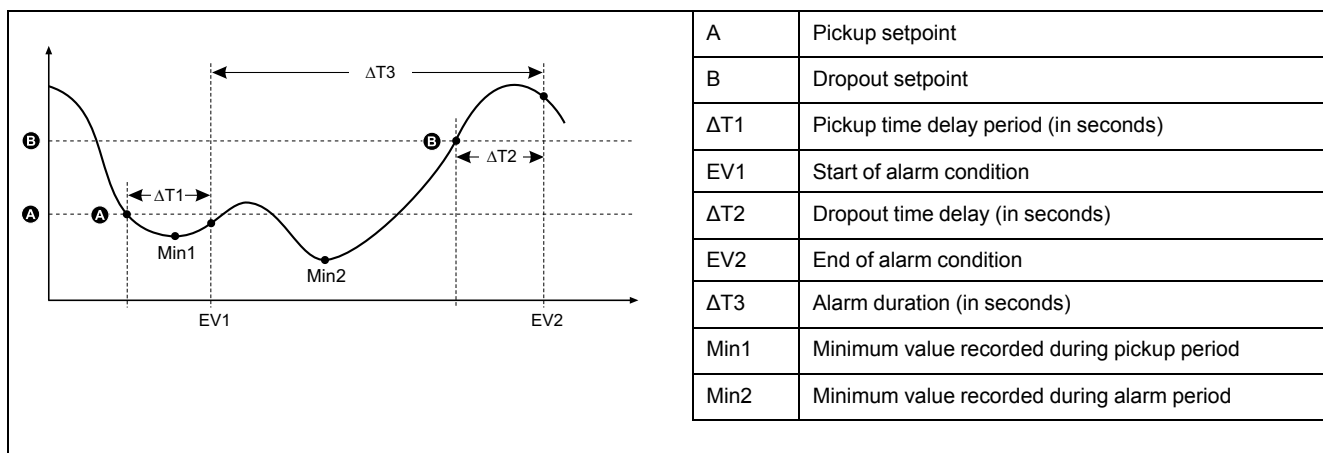 ΔT3
B
B
ΔT2
ΔT1
A
A
Min1
Min2
EV1
EV2
A Pickup setpoint
B Dropout setpoint
ΔT1 Pickup time delay period (in seconds)
EV1 Start of alarm condition
ΔT2 Dropout time delay (in seconds)
EV2 End of alarm condition
ΔT3 Alarm duration (in seconds)
Min1 Minimum value recorded during pickup period
Min2 Minimum value recorded during alarm period